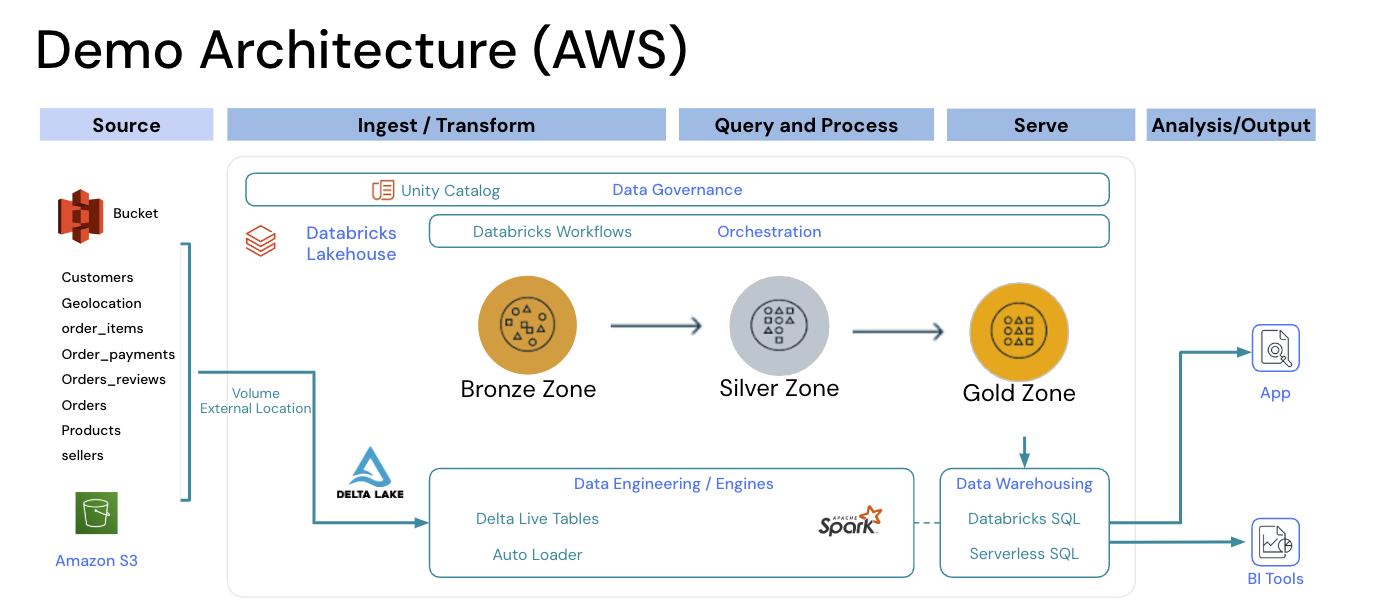 Demo Architecture (AWS)
Source
Ingest / Transform
Query and Process
Serve
Analysis/Output
Bucket
Customers
Geolocation
order_items
Order_payments
Orders_reviews
Orders
Products
sellers
Amazon S3
Volume
External Location
Unity Catalog
Data Governance
Databricks
Lakehouse
Databricks Workflows
Orchestration
Bronze Zone
Silver Zone
Gold Zone
DELTA LAKE
Data Engineering / Engines
Delta Live Tables
Auto Loader
APACHE
Spark
Data Warehousing
Databricks SQL
Serverless SQL
App
BI Tools